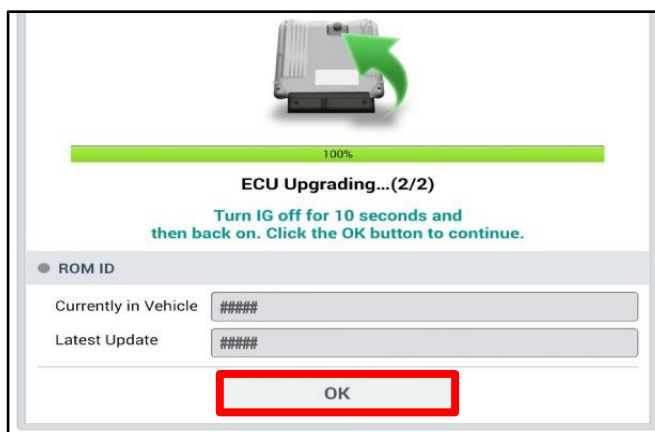 100%
ECU Upgrading...(2/2)
Turn IG off for 10 seconds and
then back on. Click the OK button to continue.
ROM ID
Currently in Vehicle #####
Latest Update #####
OK